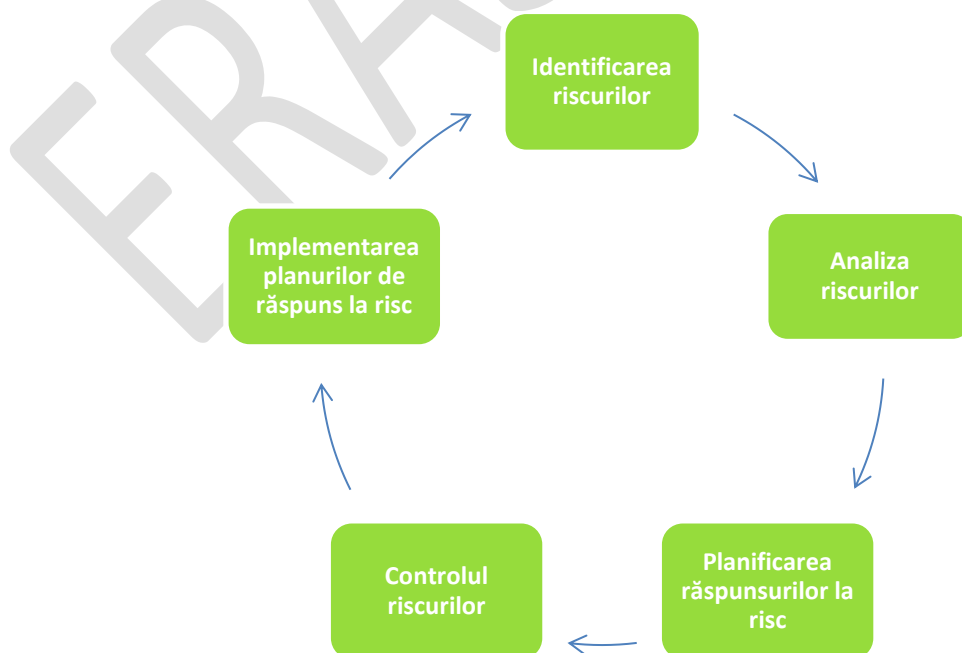 Identificarea
riscurilor
Analiza
riscurilor
Planificarea
răspunsurilor la
risc
Controlul
riscurilor
Implementarea
planurilor de
răspuns la risc